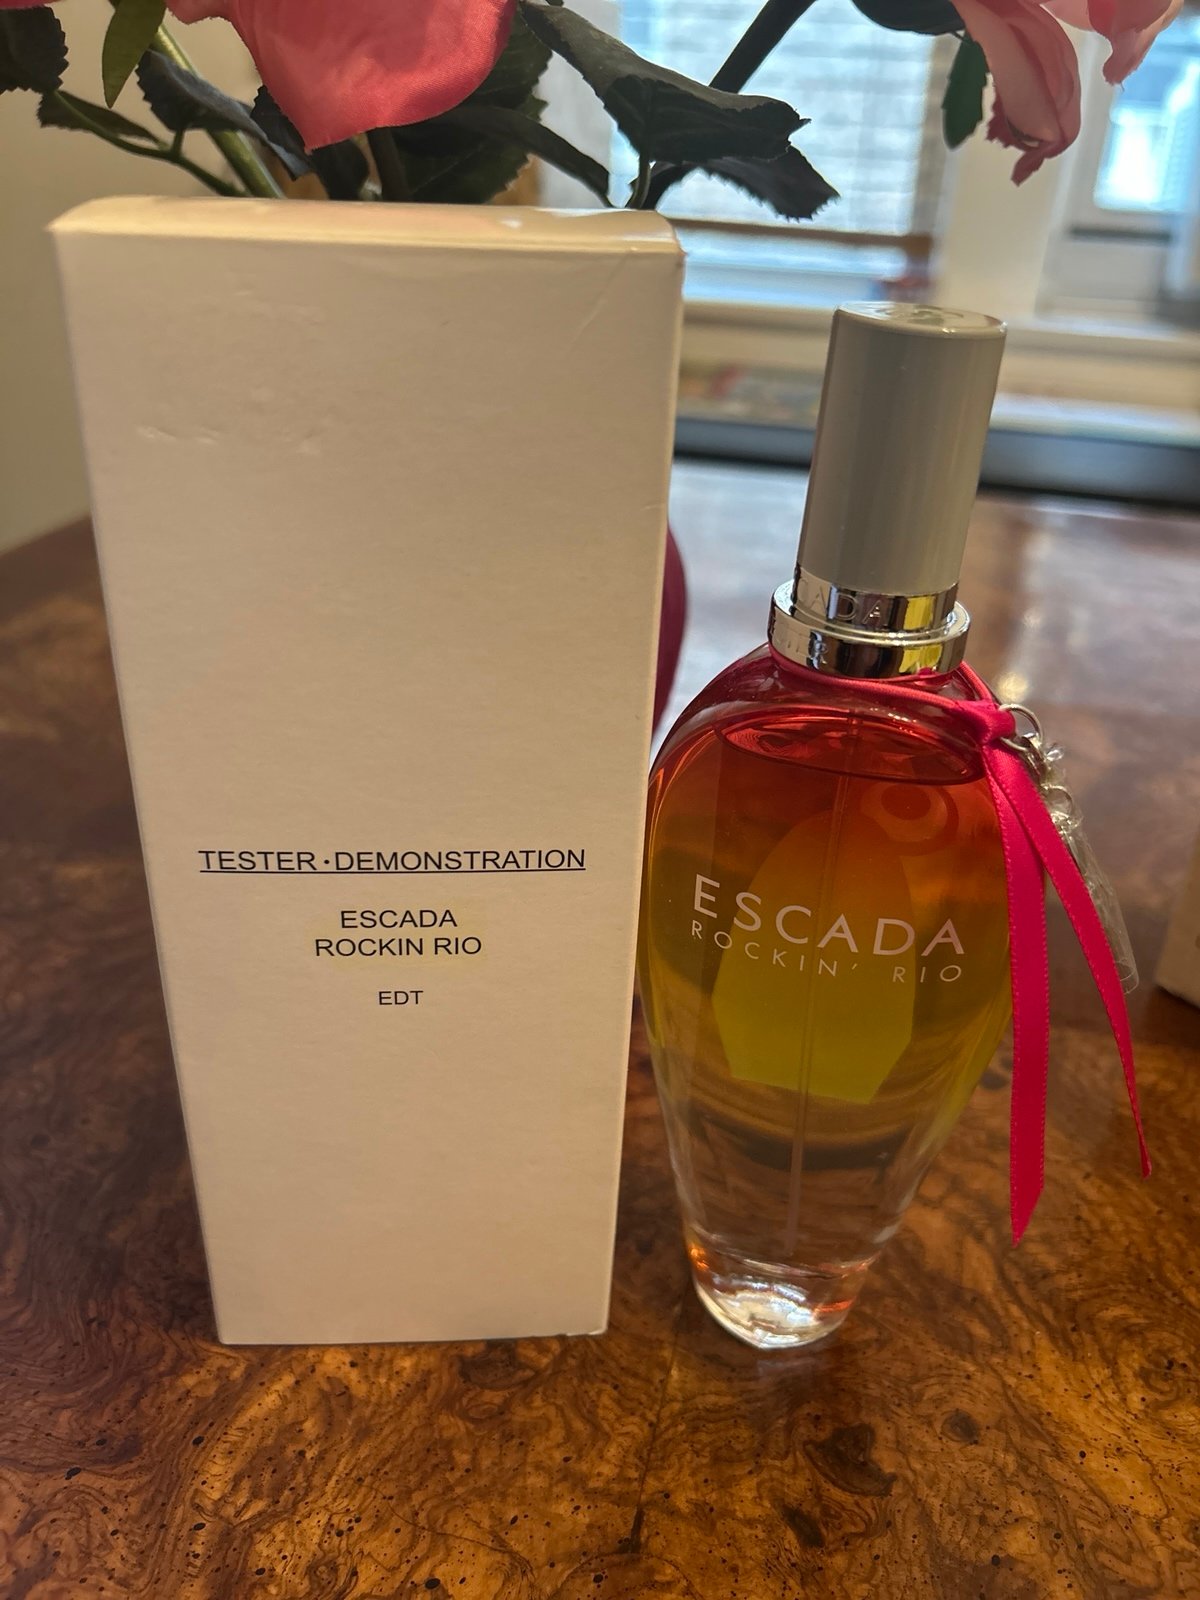 TESTER·DEMONSTRATION
ESCADA
ROCKIN RIO
EDT
ESCADA
ROCKIN' RIO